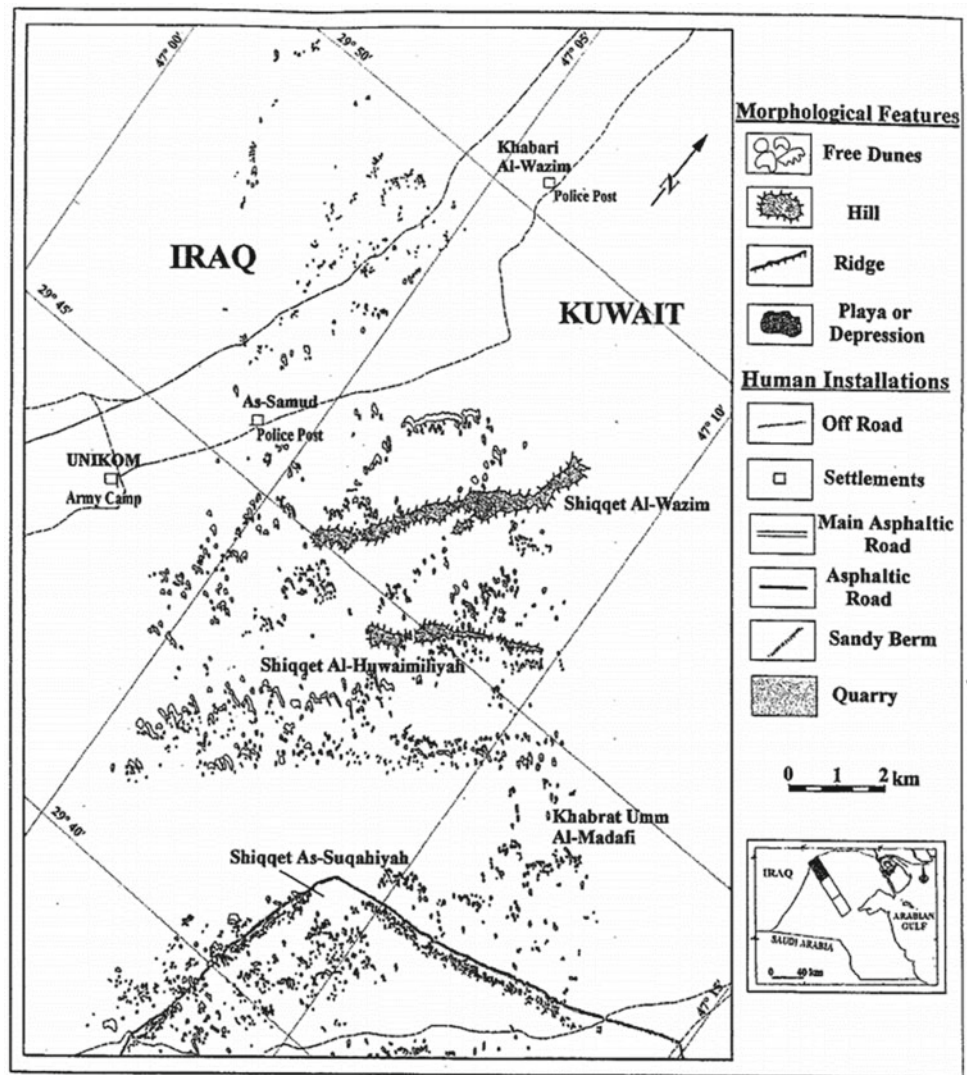 47° 00'
29° 50'
47° 05'
Khabari
Al-Wazim
Police Post
N
IRAQ
KUWAIT
29° 45'
As-Samud
Police Post
47° 10'
UNIKOM
Army Camp
Shiqqet Al-Wazim
Shiqqet Al-Huwaimiliyah
29° 40'
Khabrat Umm
Al-Madafi
Shiqqet As-Suqahiyah
47° 15'
Morphological Features
Free Dunes
Hill
Ridge
Playa or
Depression
Human Installations
Off Road
Settlements
Main Asphaltic
Road
Asphaltic
Road
Sandy Berm
Quarry
0 1 2 km
IRAQ
ARABIAN
GULF
SAUDI ARABIA
0 40 km